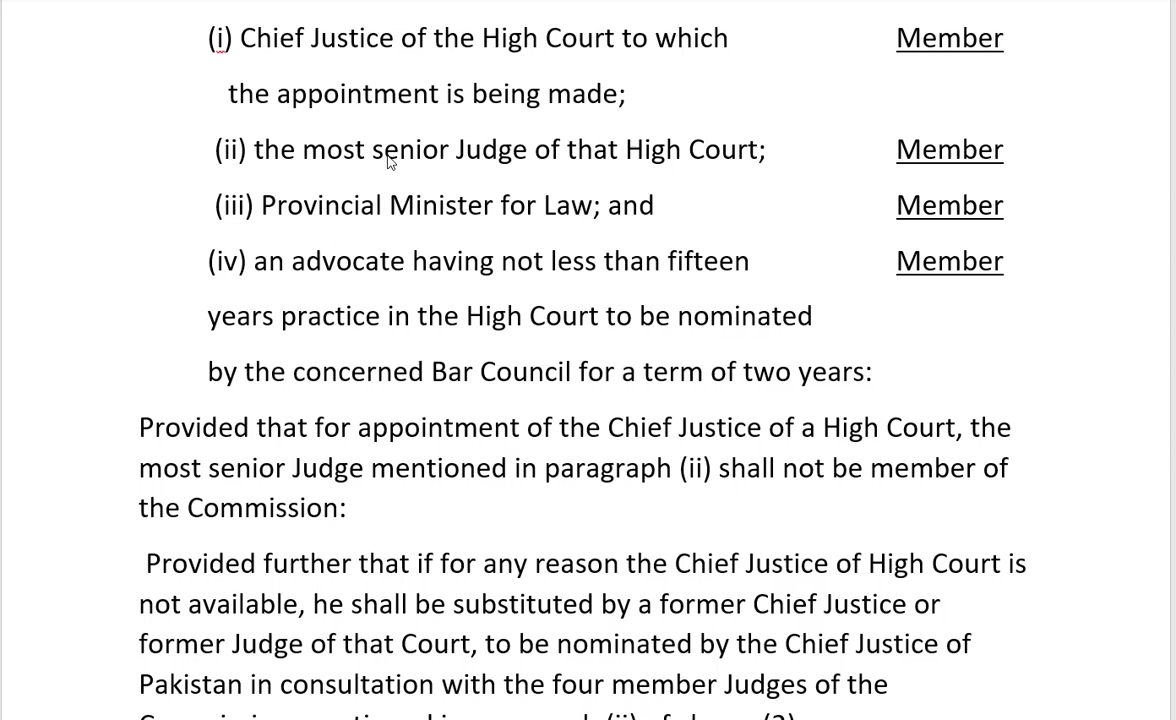 (i) Chief Justice of the High Court to which Member
the appointment is being made;
(ii) the most senior Judge of that High Court; Member
(iii) Provincial Minister for Law; and Member
(iv) an advocate having not less than fifteen Member
years practice in the High Court to be nominated
by the concerned Bar Council for a term of two years:
Provided that for appointment of the Chief Justice of a High Court, the
most senior Judge mentioned in paragraph (ii) shall not be member of
the Commission:
Provided further that if for any reason the Chief Justice of High Court is
not available, he shall be substituted by a former Chief Justice or
former Judge of that Court, to be nominated by the Chief Justice of
Pakistan in consultation with the four member Judges of the